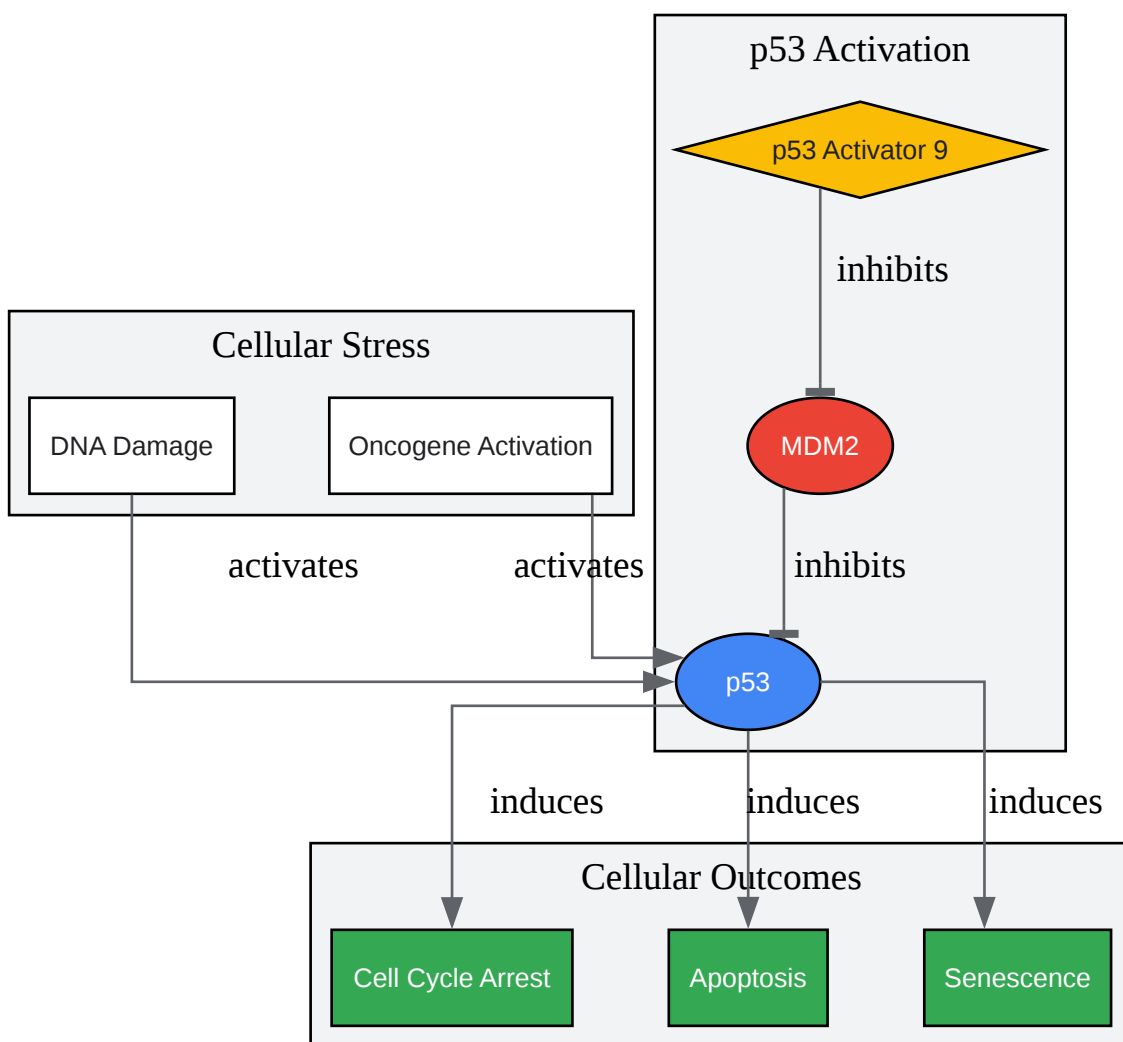 p53 Activation
p53 Activator 9
inhibits
Cellular Stress
DNA Damage
Oncogene Activation
MDM2
activates
activates
inhibits
p53
induces
induces
induces
Cellular Outcomes
Cell Cycle Arrest
Apoptosis
Senescence